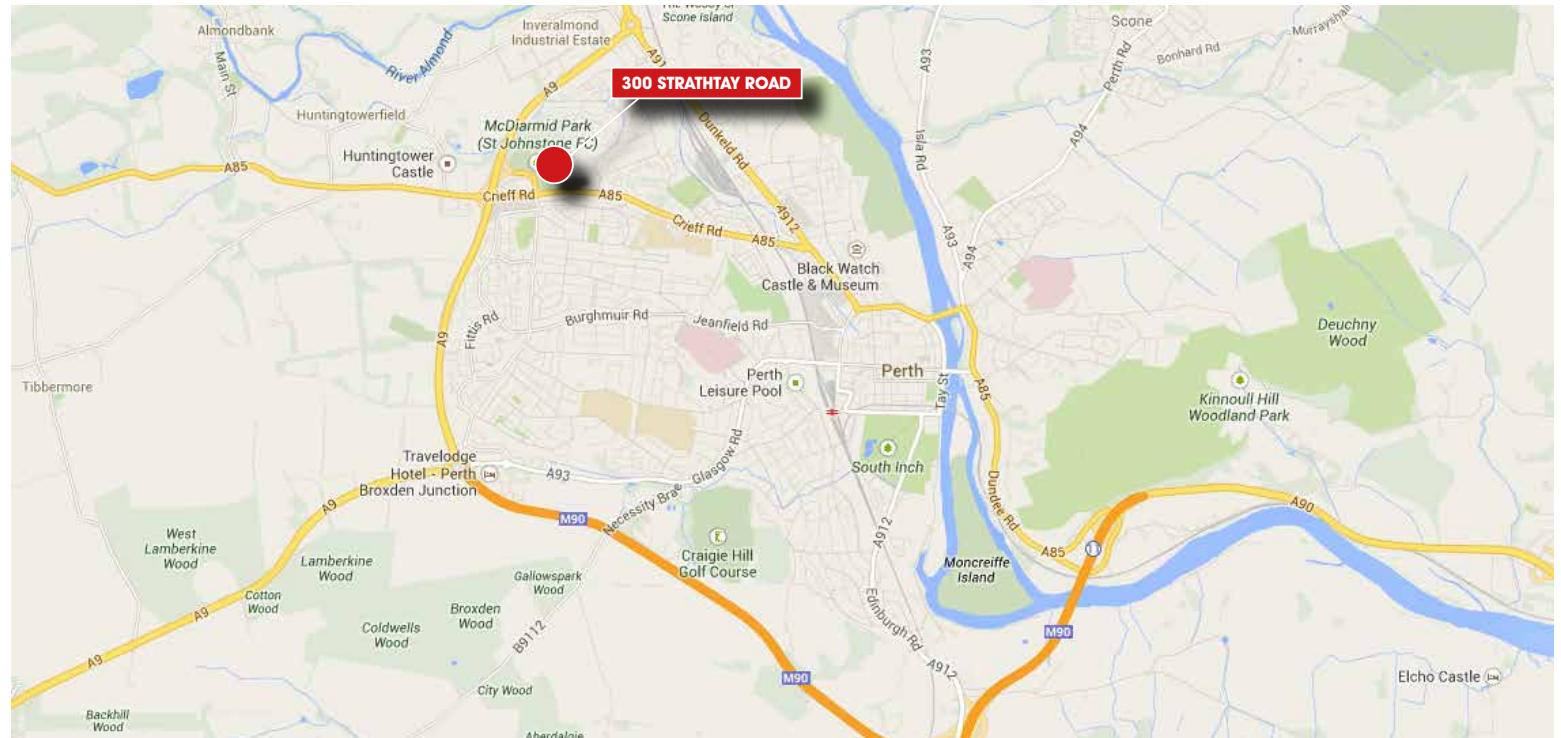 The Wessy of
Scone Island
Scone
Almondbank
Inveralmond
Industrial Estate
Murrayshal
Bonhard Rd
Perth Rd
A93
Main St
River Almond
A9
A91
300 STRATHTAY ROAD
Huntingtowerfield
McDiarmid Park
(St Johnstone FC)
Dunkeld Rd
Isla Rd
A94
Huntingtower
Castle
A85
Crieff Rd
A85
Crieff Rd
A85
A912
A93
A94
Black Watch
Castle & Museum
Burghmuir Rd
Jeanfield Rd
Fittis Rd
A9
Deuchny
Wood
Tibbermore
Perth
Leisure Pool
Perth
Tay St
A85
Kinnoull Hill
Woodland Park
Travelodge
Hotel - Perth
Broxden Junction
A93
Glasgow Rd
Necessity Brae
South Inch
Dundee Rd
A9
M90
A90
A912
A85
11
West
Lamberkine
Wood
Lamberkine
Wood
Craigie Hill
Golf Course
Moncreiffe
Island
Gallowspark
Wood
Cotton
Wood
Broxden
Wood
A9
Coldwells
Wood
B9112
Edinburgh Rd
M90
A9
A912
M90
Elcho Castle
City Wood
Backhill
Wood
Aberdalgie